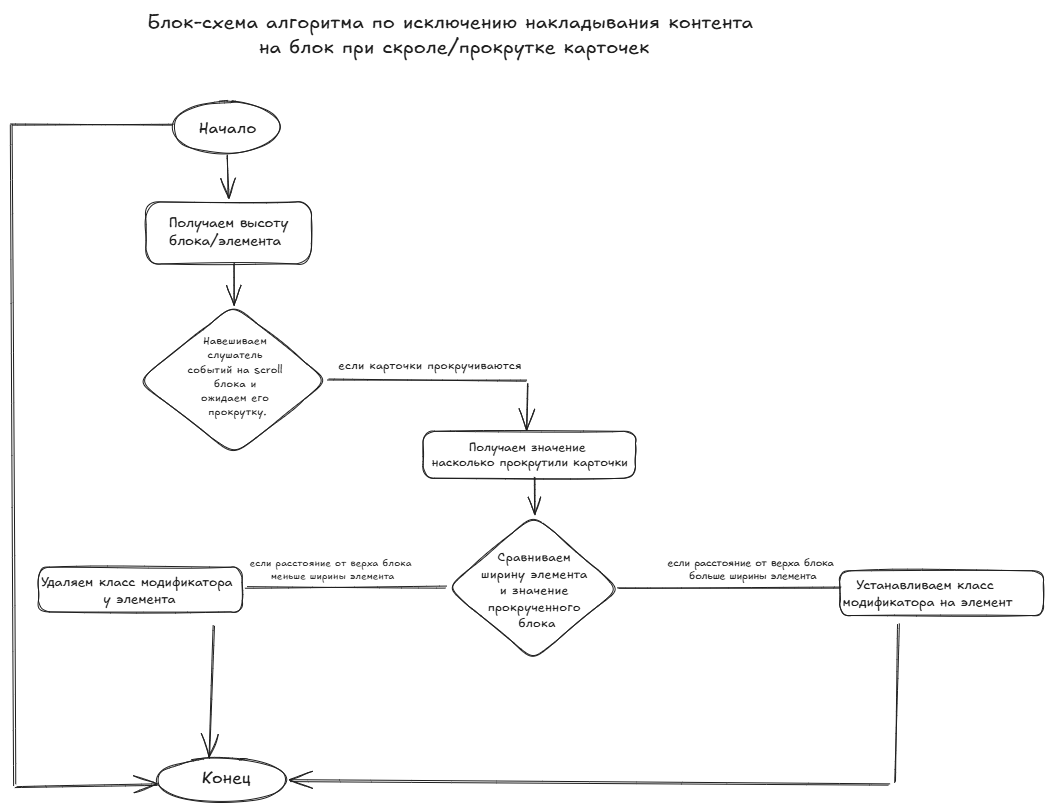 Блок-схема алгоритма по исключению накладывания контента
на блок при скроле/прокрутке карточек
Начало
Получаем высоту
блока/элемента
Навешиваем
слушатель
событий на scroll
блока и
ожидаем его
прокрутку.
если карточки прокручиваются
Получаем значение
насколько прокрутили карточки
Сравниваем
ширину элемента
и значение
прокрученного
блока
если расстояние от верха блока
меньше ширины элемента
Удаляем класс модификатора
у элемента
если расстояние от верха блока
больше ширины элемента
Устанавливаем класс
модификатора на элемент
Конец